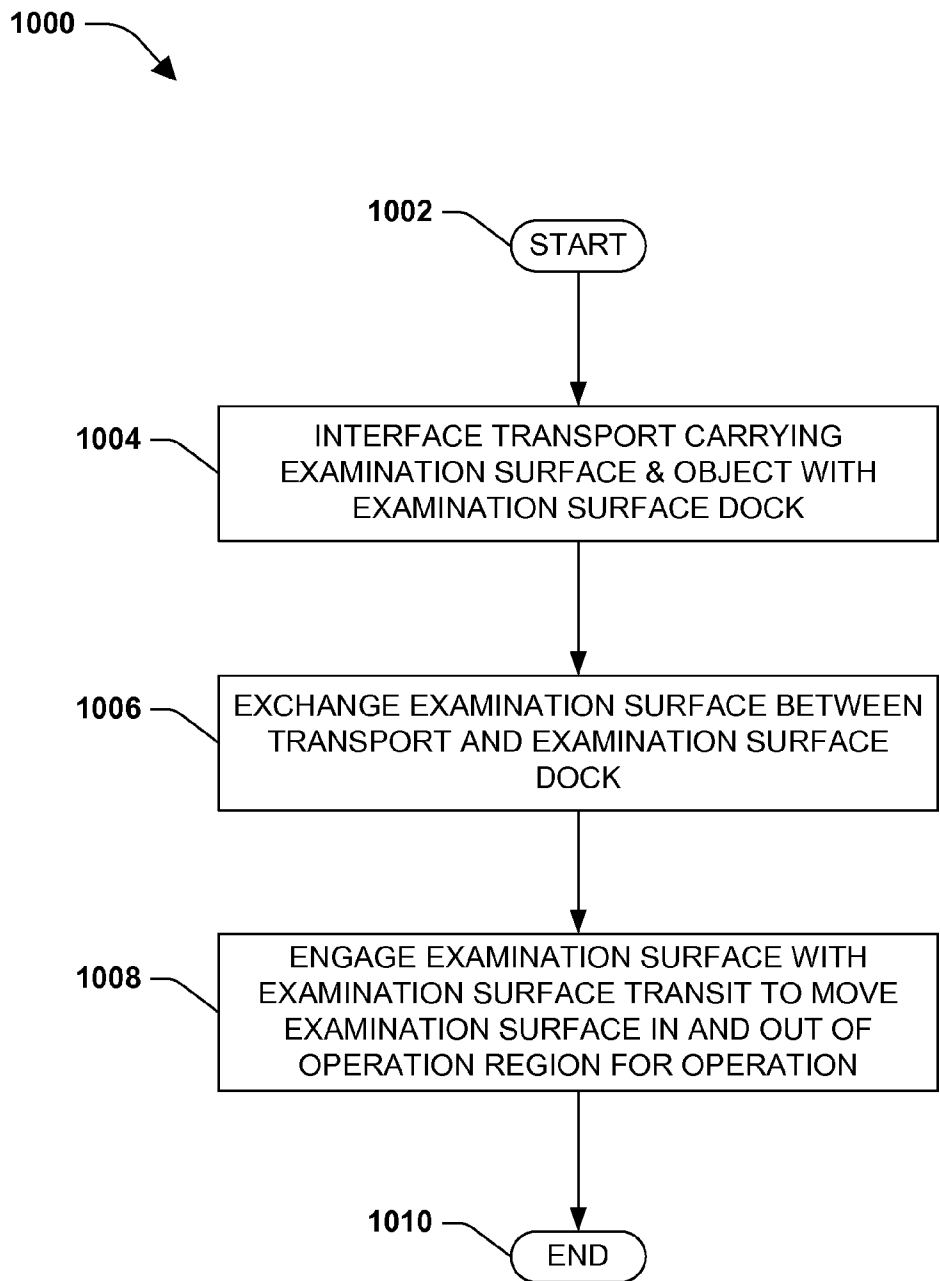 1000
1002
START
1004
INTERFACE TRANSPORT CARRYING
EXAMINATION SURFACE & OBJECT WITH
EXAMINATION SURFACE DOCK
1006
EXCHANGE EXAMINATION SURFACE BETWEEN
TRANSPORT AND EXAMINATION SURFACE
DOCK
1008
ENGAGE EXAMINATION SURFACE WITH
EXAMINATION SURFACE TRANSIT TO MOVE
EXAMINATION SURFACE IN AND OUT OF
OPERATION REGION FOR OPERATION
1010
END